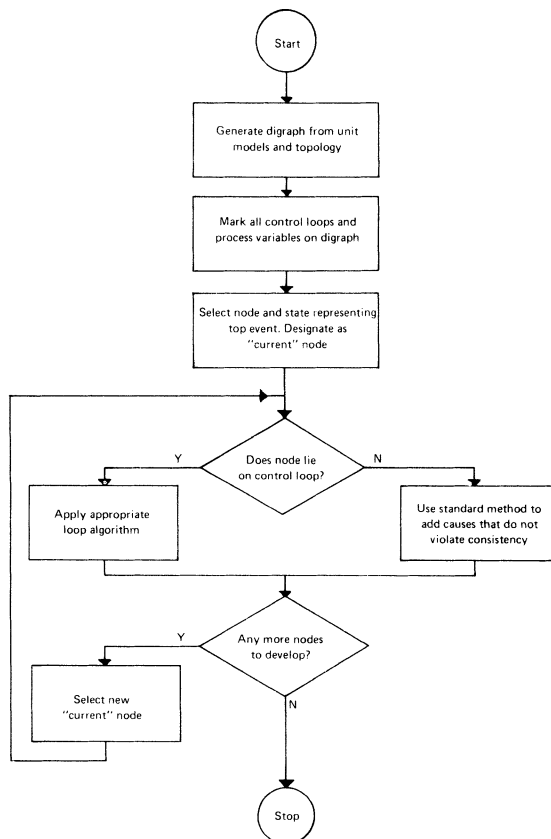 Start
Generate digraph from unit
models and topology
Mark all control loops and
process variables on digraph
Select node and state representing
top event. Designate as
"current" node
Does node lie
on control loop?
Y
N
Apply appropriate
loop algorithm
Use standard method to
add causes that do not
violate consistency
Any more nodes
to develop?
Y
N
Select new
"current" node
Stop